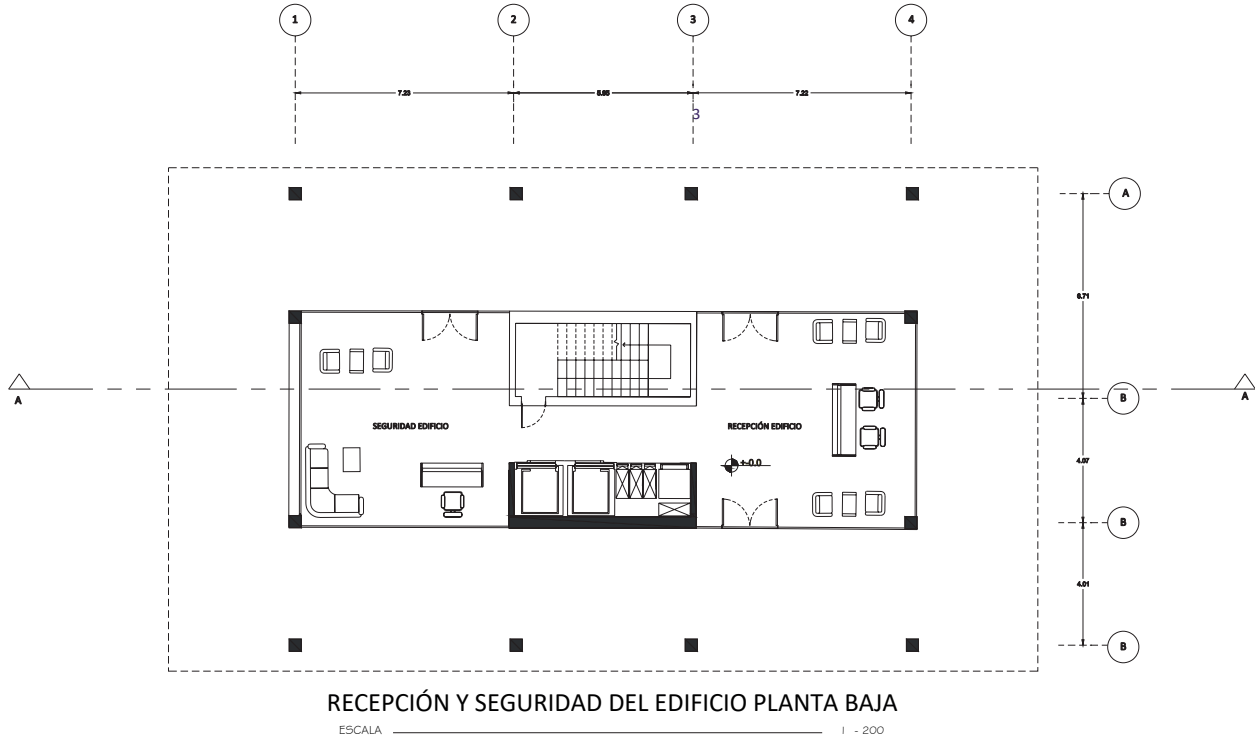 1 2 3 4
7.23 5.95 7.22
3
A
6.71
A A
B
SEGURIDAD EDIFICIO RECEPCIÓN EDIFICIO
+-0.0
4.07
B
4.01
B
RECEPCIÓN Y SEGURIDAD DEL EDIFICIO PLANTA BAJA
ESCALA 1 - 200